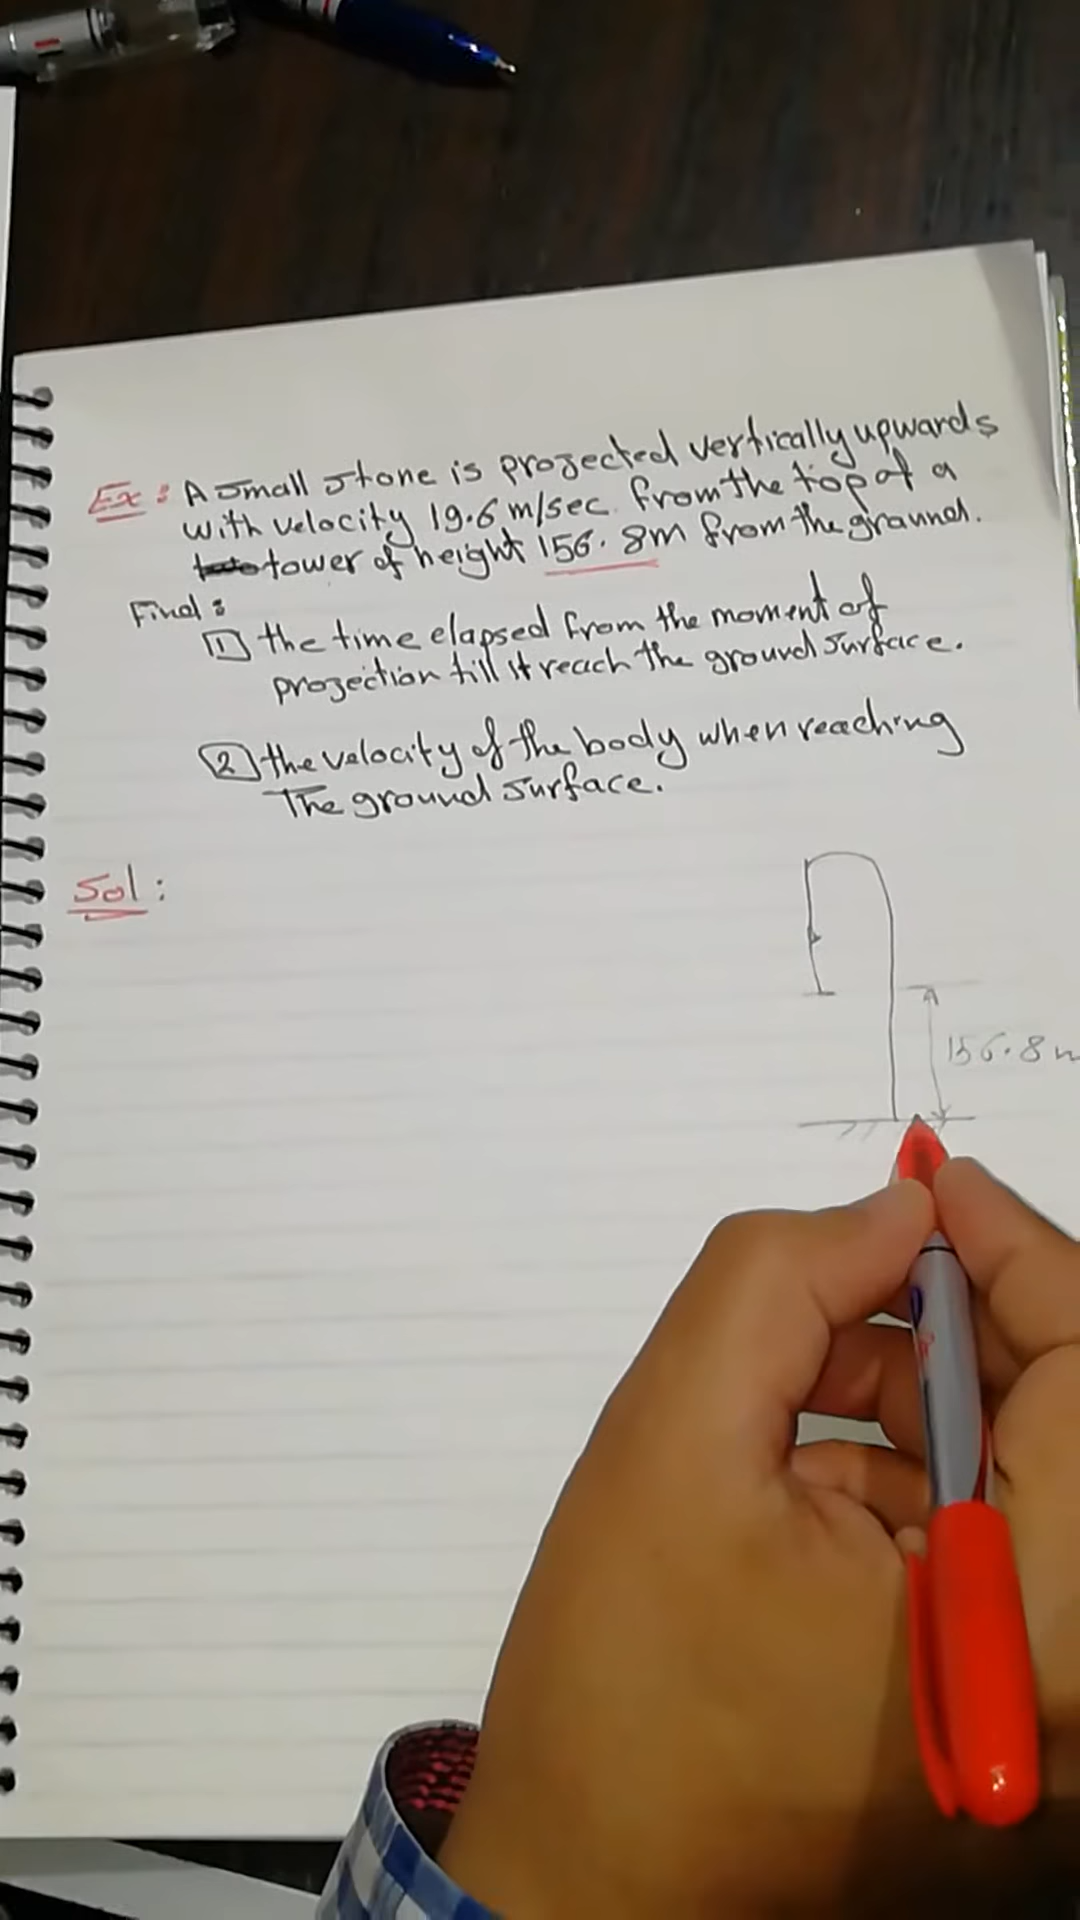 Ex: A small stone is projected vertically upwards
with velocity 19.6 m/sec. from the top of a
tower of height 156.8m from the ground.
Find:
1 the time elapsed from the moment of
projection till it reach the ground surface.
2 the velocity of the body when reaching
The ground surface.
Sol:
156.8m